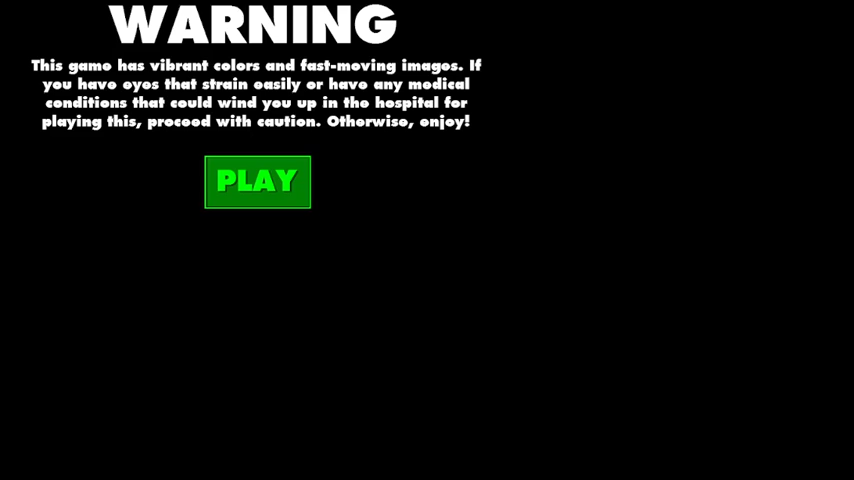 WARNING
This game has vibrant colors and fast-moving images. If
you have eyes that strain easily or have any medical
conditions that could wind you up in the hospital for
playing this, proceed with caution. Otherwise, enjoy!
PLAY